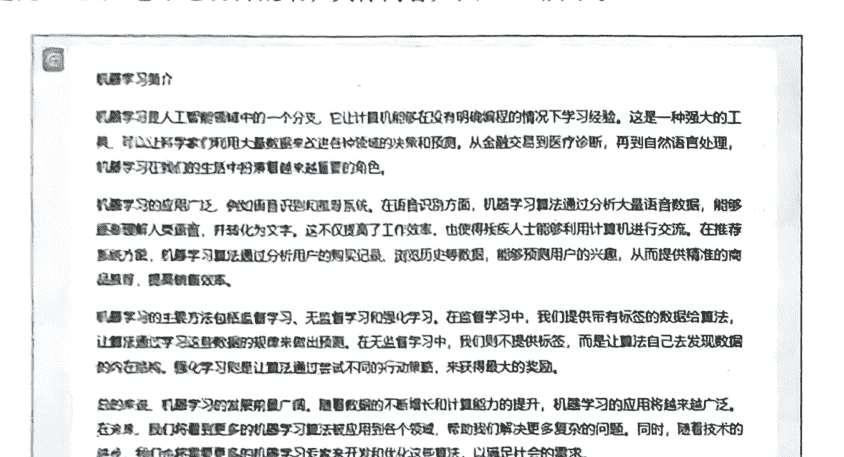 机器学习简介
机器学习是人工智能领域中的一个分支，它让计算机能够在没有明确编程的情况下学习经验。这是一种强大的工
具，可以让科学家们利用大量数据来改进各种领域的决策和预测。从金融交易到医疗诊断，再到自然语言处理，
机器学习在我们的生活中扮演着越来越重要的角色。
机器学习的应用广泛，例如语音识别和推荐系统。在语音识别方面，机器学习算法通过分析大量语音数据，能够
理解人类语言，并转化为文字。这不仅提高了工作效率，也使得残疾人士能够利用计算机进行交流。在推荐
系统方面，机器学习算法通过分析用户的购买记录、浏览历史等数据，能够预测用户的兴趣，从而提供精准的商
品推荐，提高销售效率。
机器学习的主要方法包括监督学习、无监督学习和强化学习。在监督学习中，我们提供带有标签的数据给算法，
让算法通过学习这些数据的规律来做出预测。在无监督学习中，我们则不提供标签，而是让算法自己去发现数据
的内在结构。强化学习则是让算法通过尝试不同的行动策略，来获得最大的奖励。
总的来说，机器学习的发展前景广阔。随着数据的不断增长和计算能力的提升，机器学习的应用将越来越广泛。
在未来，我们将看到更多的机器学习算法被应用到各个领域，帮助我们解决更多复杂的问题。同时，随着技术的
我们也将需要更多的机器学习专家来开发和优化这些算法，以满足社会的需求。